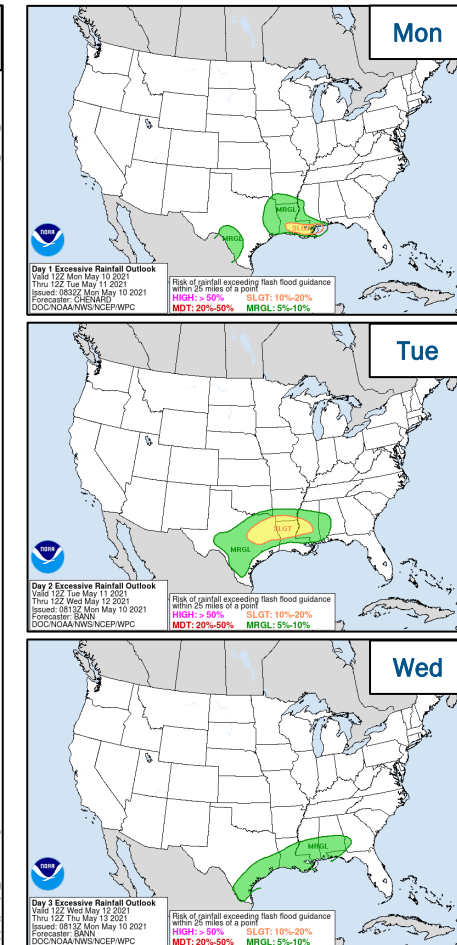 Mon
MRGL
SLGT
MRGL
NOAA
Day 1 Excessive Rainfall Outlook
Valid 12Z Mon May 10 2021
Thru 12Z Tue May 11 2021
Issued: 0832Z Mon May 10 2021
Forecaster: CHENARD
DOC/NOAA/NWS/NCEP/WPC
Risk of rainfall exceeding flash flood guidance
within 25 miles of a point
HIGH: > 50% SLGT: 10%-20%
MDT: 20%-50% MRGL: 5%-10%
Tue
SLGT
MRGL
NOAA
Day 2 Excessive Rainfall Outlook
Valid 12Z Tue May 11 2021
Thru 12Z Wed May 12 2021
Issued: 0813Z Mon May 10 2021
Forecaster: BANN
DOC/NOAA/NWS/NCEP/WPC
Risk of rainfall exceeding flash flood guidance
within 25 miles of a point
HIGH: > 50% SLGT: 10%-20%
MDT: 20%-50% MRGL: 5%-10%
Wed
MRGL
NOAA
Day 3 Excessive Rainfall Outlook
Valid 12Z Wed May 12 2021
Thru 12Z Thu May 13 2021
Issued: 0813Z Mon May 10 2021
Forecaster: BANN
DOC/NOAA/NWS/NCEP/WPC
Risk of rainfall exceeding flash flood guidance
within 25 miles of a point
HIGH: > 50% SLGT: 10%-20%
MDT: 20%-50% MRGL: 5%-10%